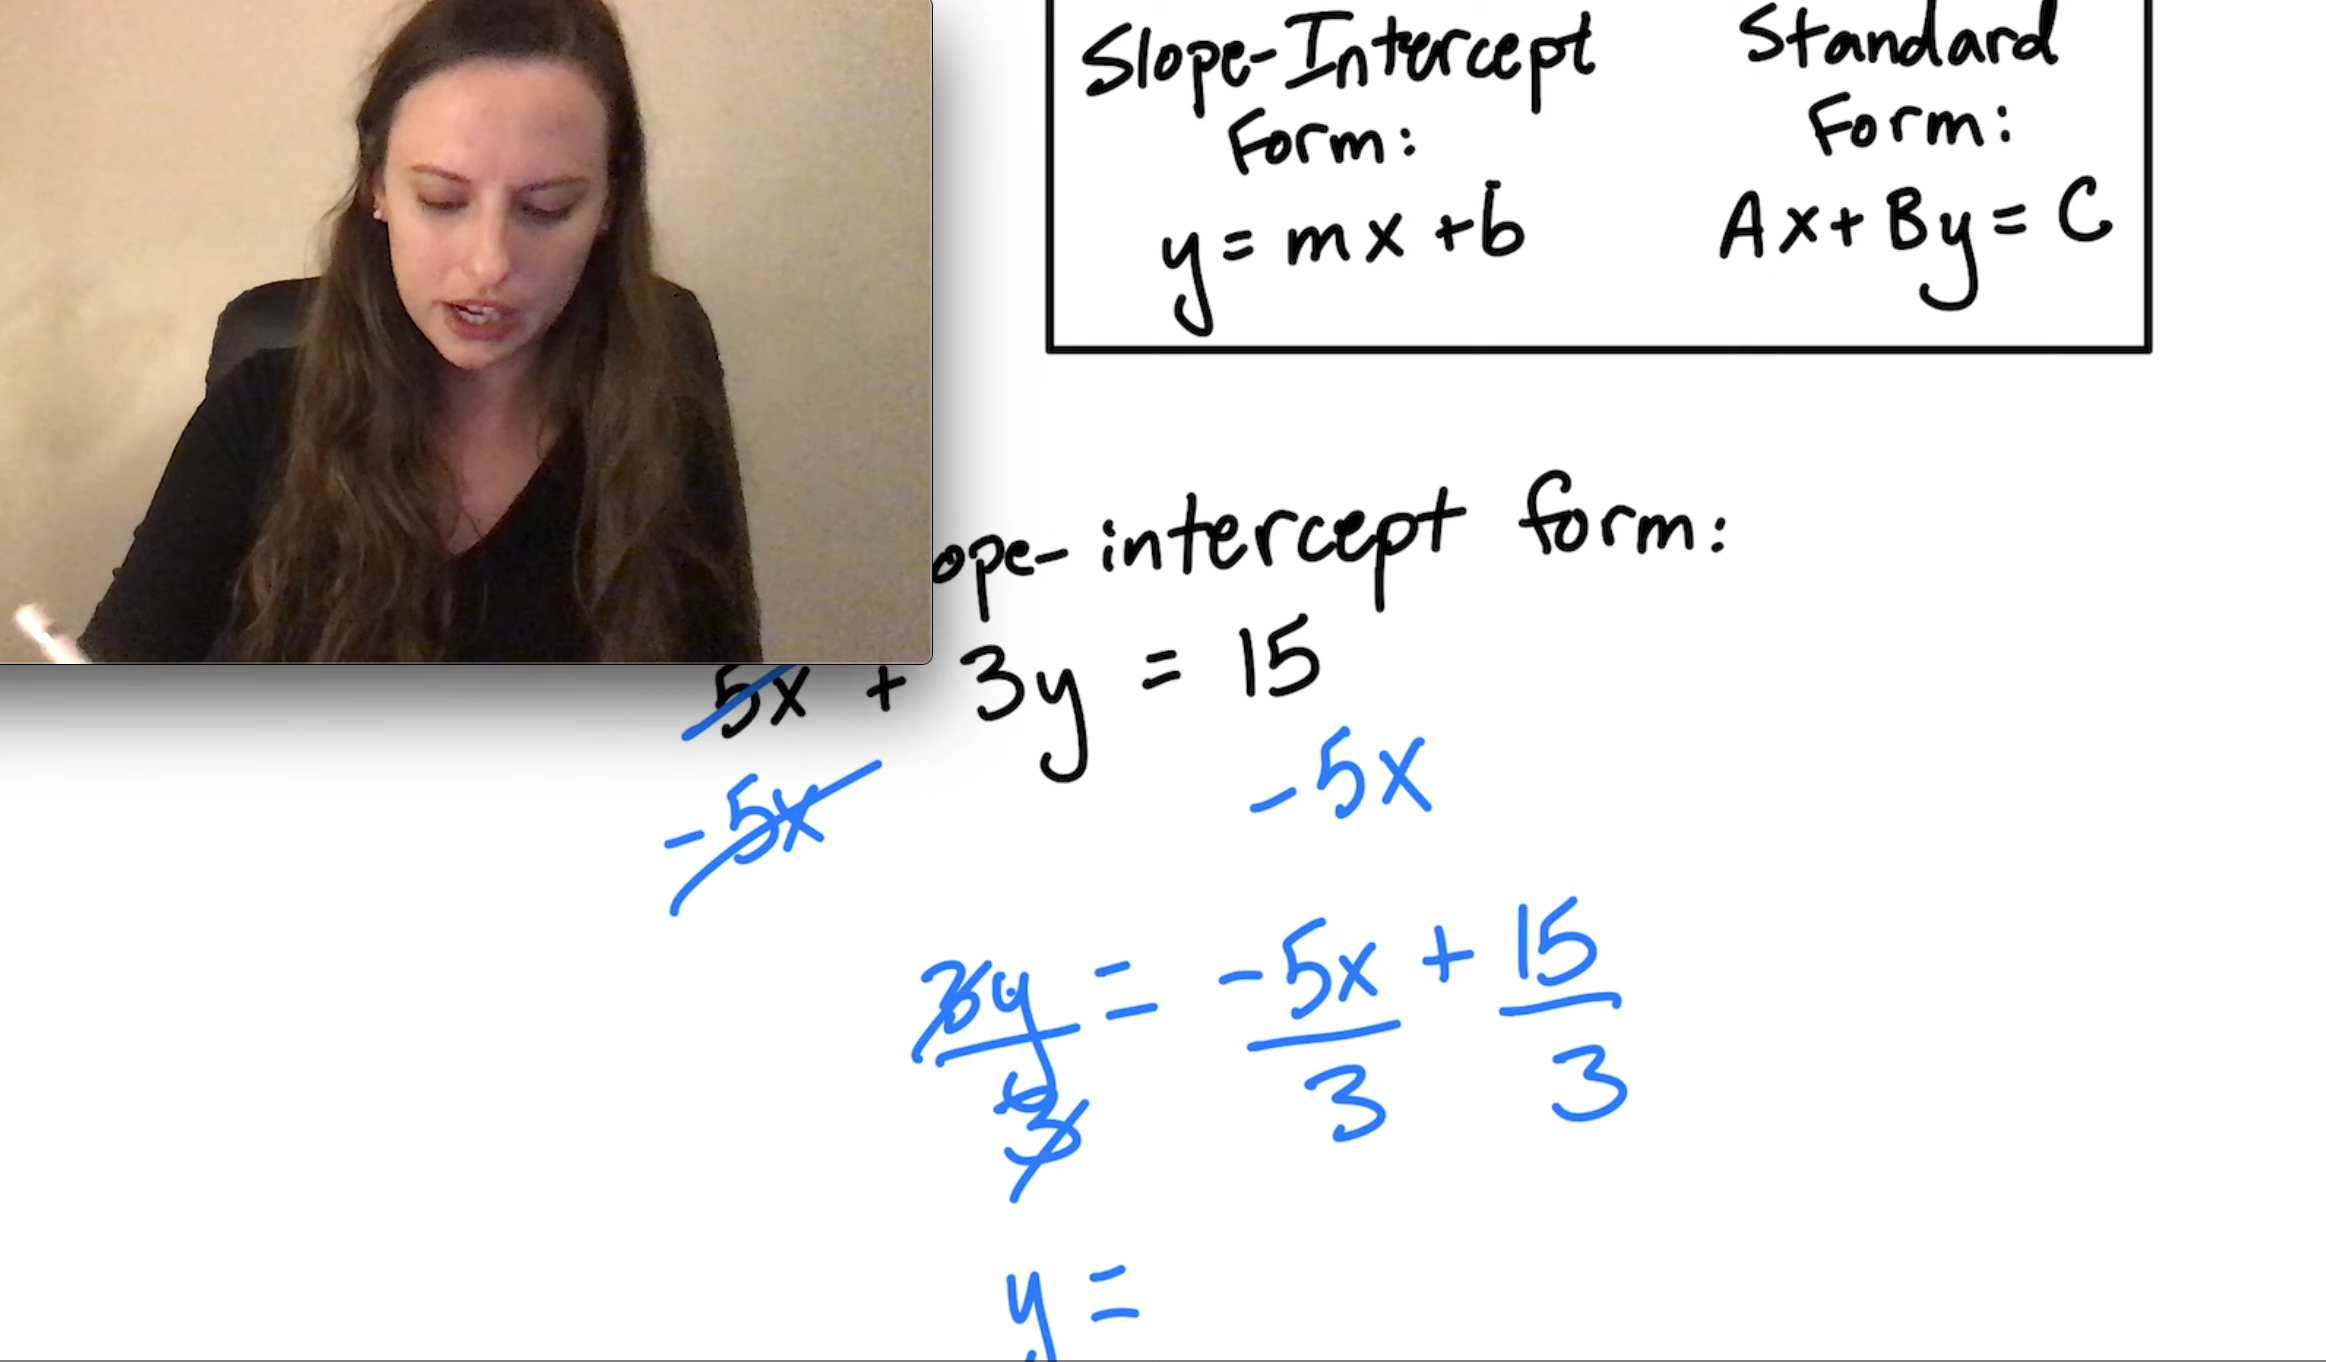 Slope-Intercept
Form:
y = mx + b
Standard
Form:
Ax + By = C
ope- intercept form:
5x + 3y = 15
-5x -5x
3y = -5x + 15
3 3 3
y =